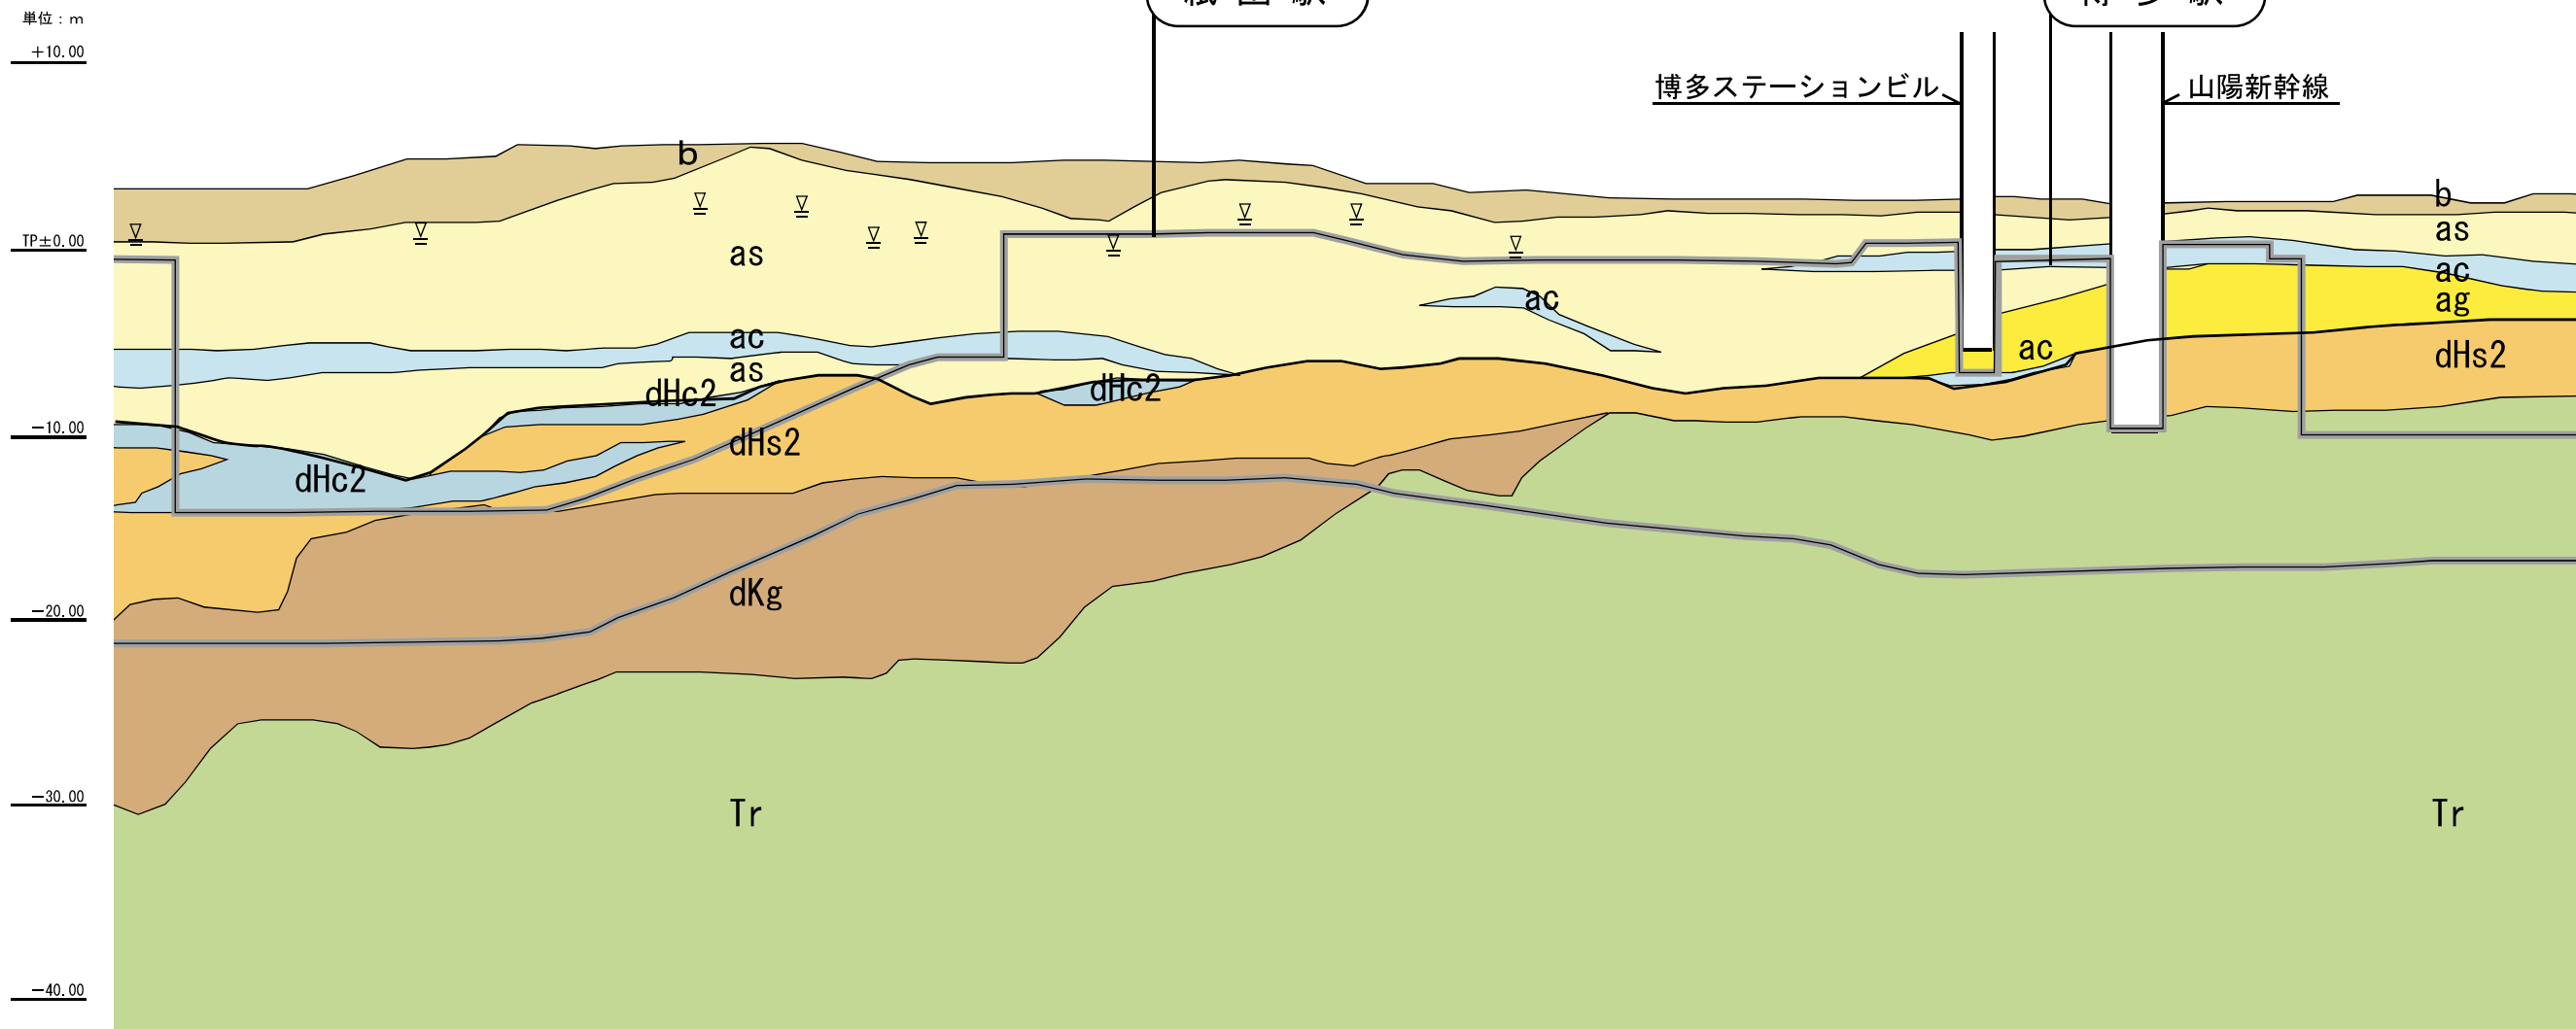 単位：m
+10.00
博多ステーションビル
山陽新幹線
b
b
as
TP±0.00
as
ac
ac
ag
ac
ac
dHs2
as
dHc2
dHc2
−10.00
dHs2
dHc2
dKg
−20.00
−30.00
Tr
Tr
−40.00